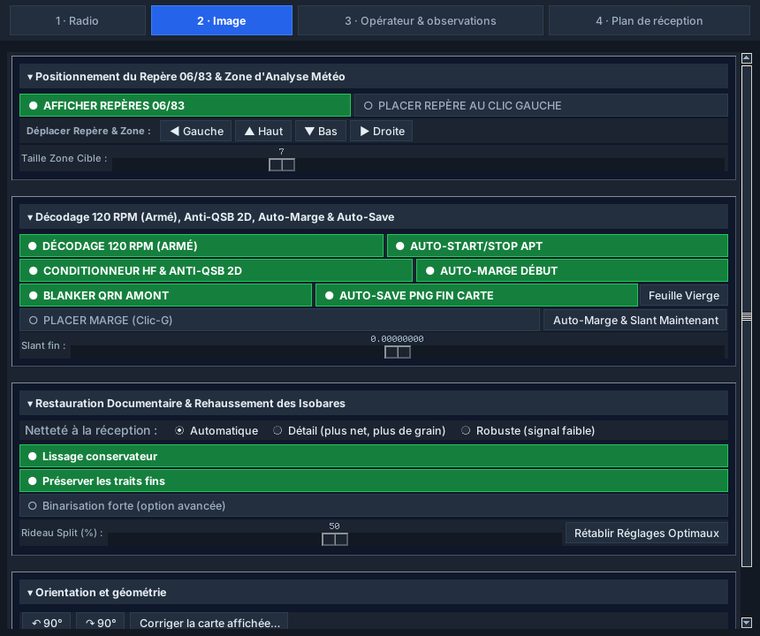 1 · Radio 2 · Image 3 · Opérateur & observations 4 · Plan de réception
▾ Positionnement du Repère 06/83 & Zone d'Analyse Météo
AFFICHER REPÈRES 06/83 PLACER REPÈRE AU CLIC GAUCHE
Déplacer Repère & Zone : ◀ Gauche ▲ Haut ▼ Bas ▶ Droite
7
Taille Zone Cible :
▾ Décodage 120 RPM (Armé), Anti-QSB 2D, Auto-Marge & Auto-Save
DÉCODAGE 120 RPM (ARMÉ) AUTO-START/STOP APT
CONDITIONNEUR HF & ANTI-QSB 2D AUTO-MARGE DÉBUT
BLANKER QRN AMONT AUTO-SAVE PNG FIN CARTE Feuille Vierge
PLACER MARGE (Clic-G) Auto-Marge & Slant Maintenant
0.00000000
Slant fin :
▾ Restauration Documentaire & Rehaussement des Isobares
Netteté à la réception : Automatique Détail (plus net, plus de grain) Robuste (signal faible)
Lissage conservateur
Préserver les traits fins
Binarisation forte (option avancée)
50
Rideau Split (%) : Rétablir Réglages Optimaux
▾ Orientation et géométrie
↶ 90° ↷ 90° Corriger la carte affichée...